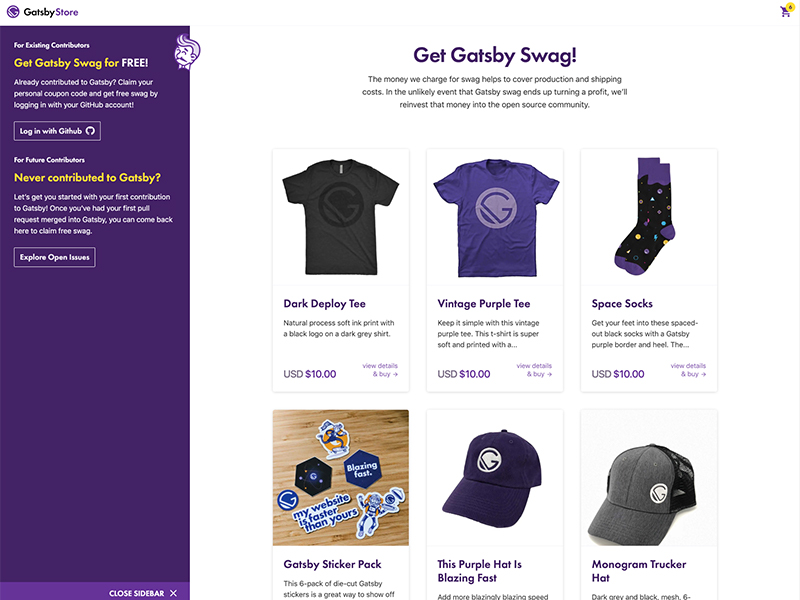 GatsbyStore
6
For Existing Contributors
Get Gatsby Swag for FREE!
Already contributed to Gatsby? Claim your
personal coupon code and get free swag by
logging in with your GitHub account!
Log in with Github
For Future Contributors
Never contributed to Gatsby?
Let's get you started with your first contribution
to Gatsby! Once you've had your first pull
request merged into Gatsby, you can come back
here to claim free swag.
Explore Open Issues
CLOSE SIDEBAR
Get Gatsby Swag!
The money we charge for swag helps to cover production and shipping
costs. In the unlikely event that Gatsby swag ends up turning a profit, we'll
reinvest that money into the open source community.
Dark Deploy Tee
Natural process soft ink print with
a black logo on a dark grey shirt.
USD $10.00
view details
& buy →
Vintage Purple Tee
Keep it simple with this vintage
purple tee. This t-shirt is super
soft and printed with a...
USD $10.00
view details
& buy →
Space Socks
Get your feet into these spaced-
out black socks with a Gatsby
purple border and heel. The...
USD $10.00
view details
& buy →
Blazing
fast.
my website
is faster
than yours
Gatsby Sticker Pack
This 6-pack of die-cut Gatsby
stickers is a great way to show off
This Purple Hat Is
Blazing Fast
Add more blazingly blazing speed
Monogram Trucker
Hat
Dark grey and black, mesh, 6-